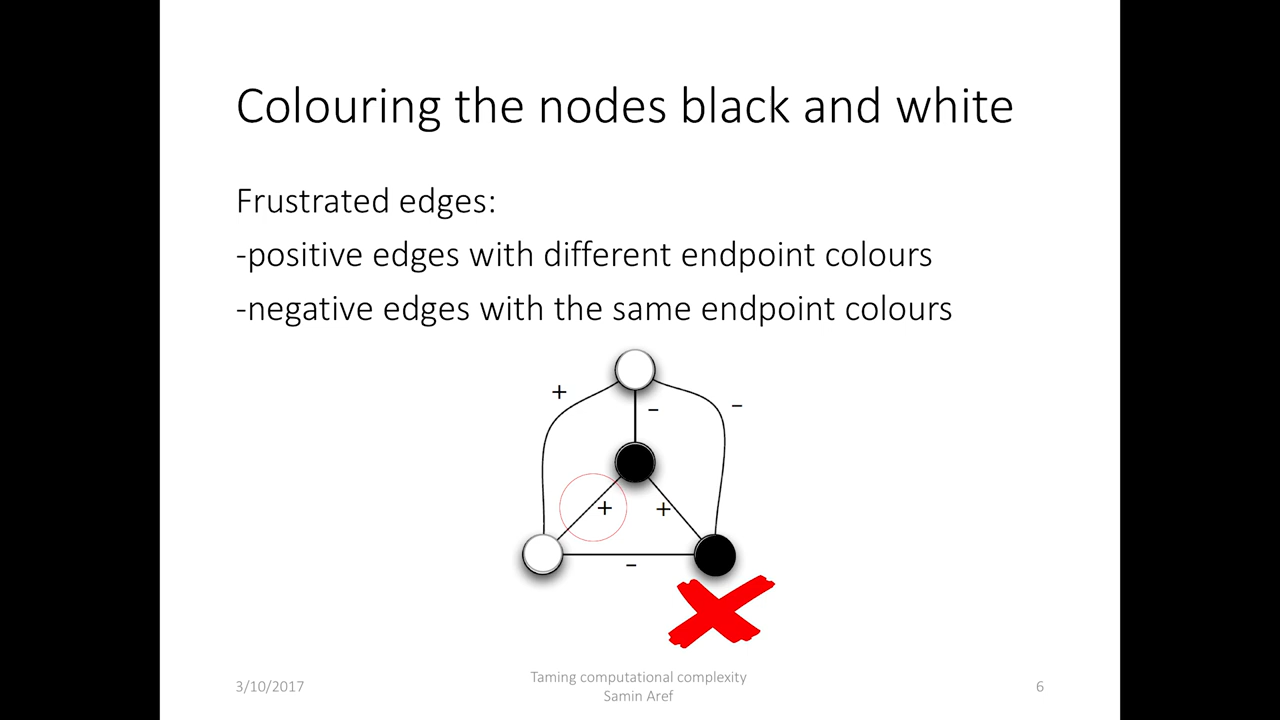 Colouring the nodes black and white
Frustrated edges:
-positive edges with different endpoint colours
-negative edges with the same endpoint colours
+
-
-
+
+
-
3/10/2017
Taming computational complexity
Samin Aref
6